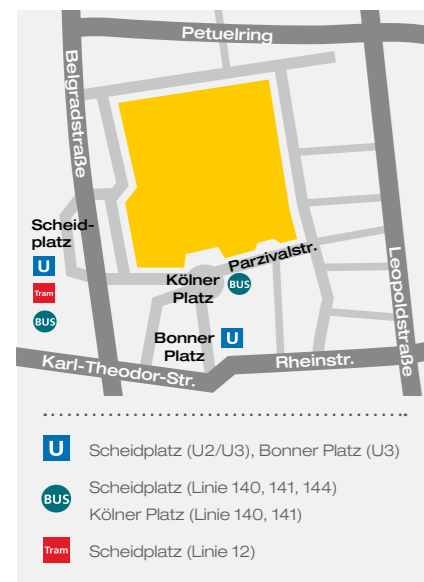 Petuelring
Belgradstraße
Scheid-
platz
U
Tram
BUS
Parzivalstr.
Kölner
Platz
BUS
Leopoldstraße
Bonner
Platz
U
Karl-Theodor-Str.
Rheinstr.
U Scheidplatz (U2/U3), Bonner Platz (U3)
BUS Scheidplatz (Linie 140, 141, 144)
Kölner Platz (Linie 140, 141)
Tram Scheidplatz (Linie 12)